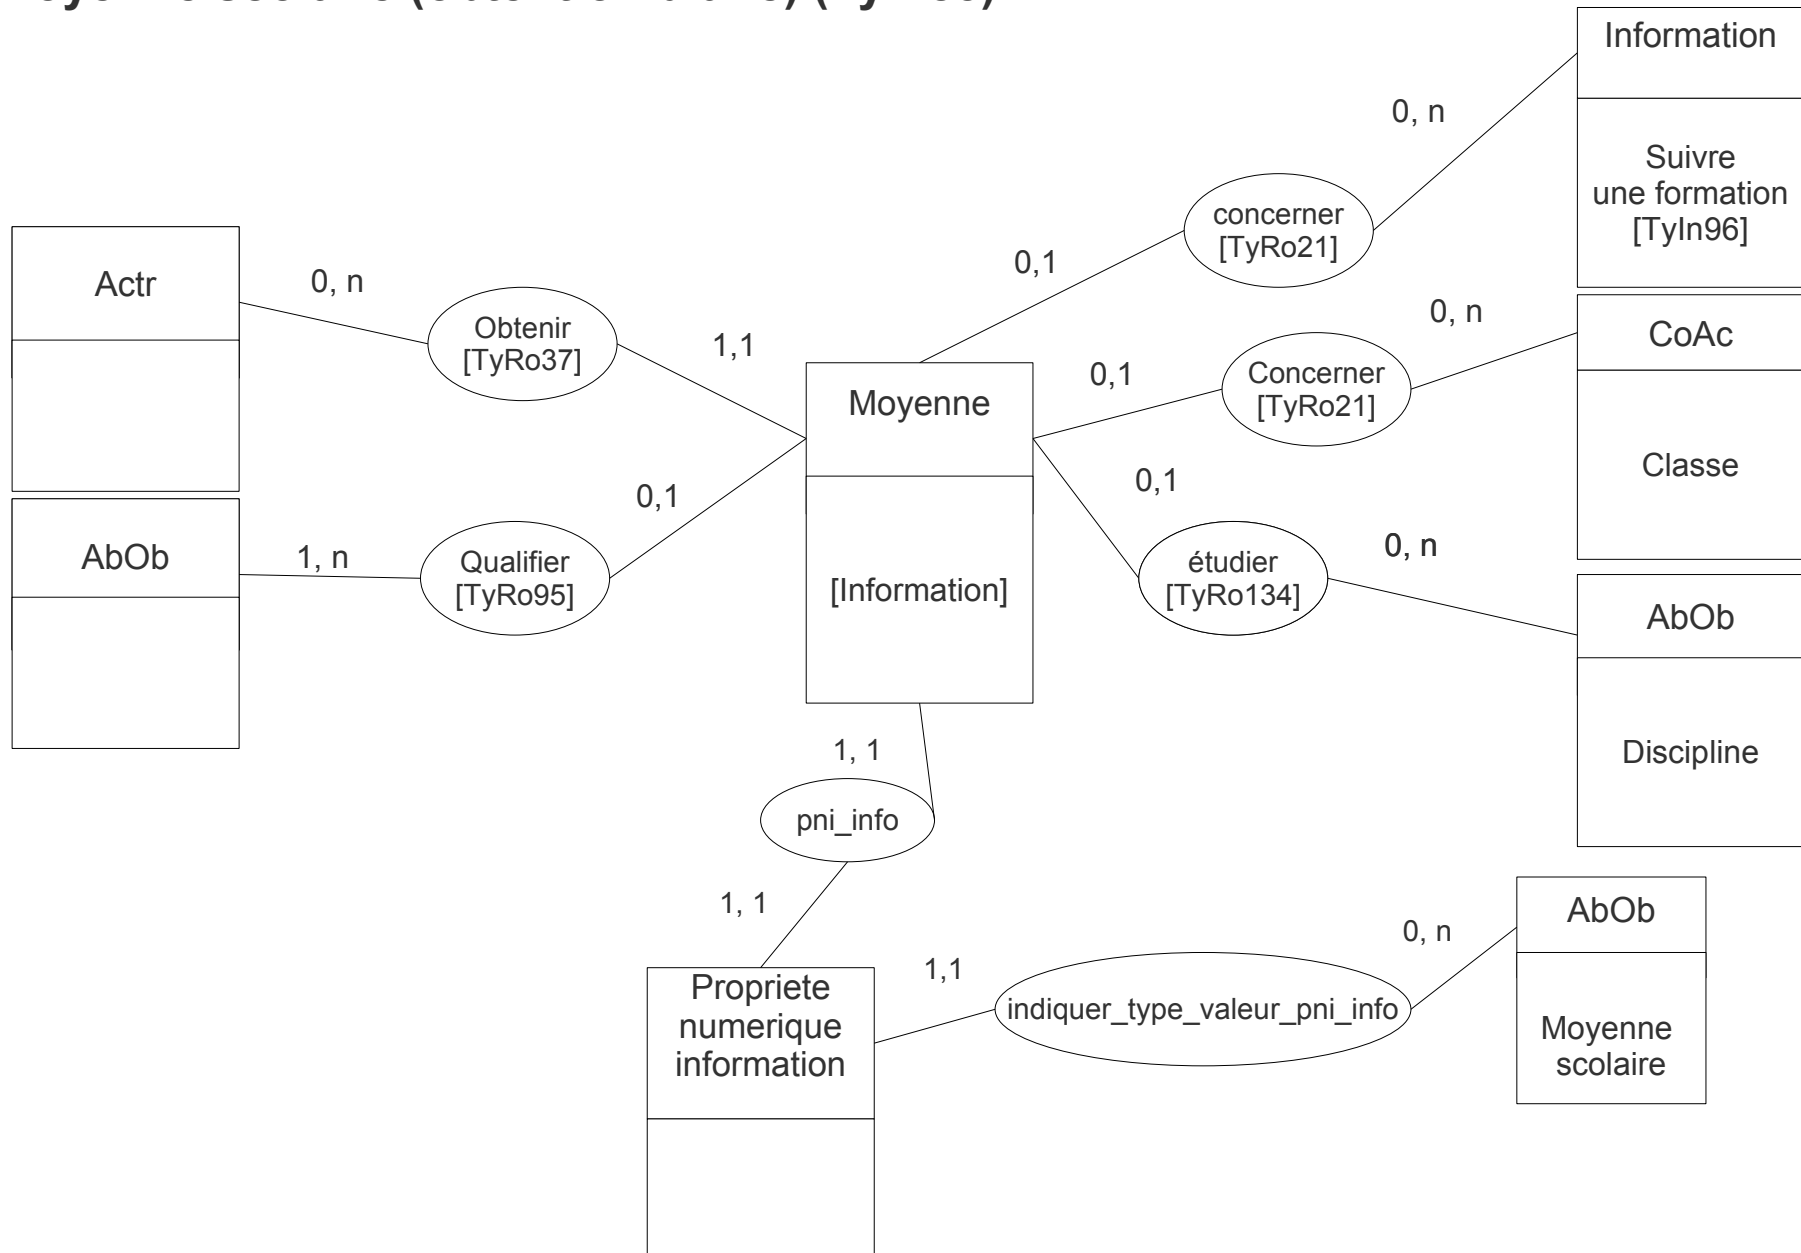 Information
0, n
Suivre
une formation
[TyIn96]
concerner
[TyRo21]
0,1
Actr
0, n
Obtenir
[TyRo37]
1,1
0, n
CoAc
Moyenne
0,1
Concerner
[TyRo21]
Classe
0,1
0,1
AbOb
1, n
Qualifier
[TyRo95]
[Information]
étudier
[TyRo134]
0, n
AbOb
Discipline
1, 1
pni_info
1, 1
Propriete
numerique
information
1,1
indiquer_type_valeur_pni_info
0, n
AbOb
Moyenne
scolaire